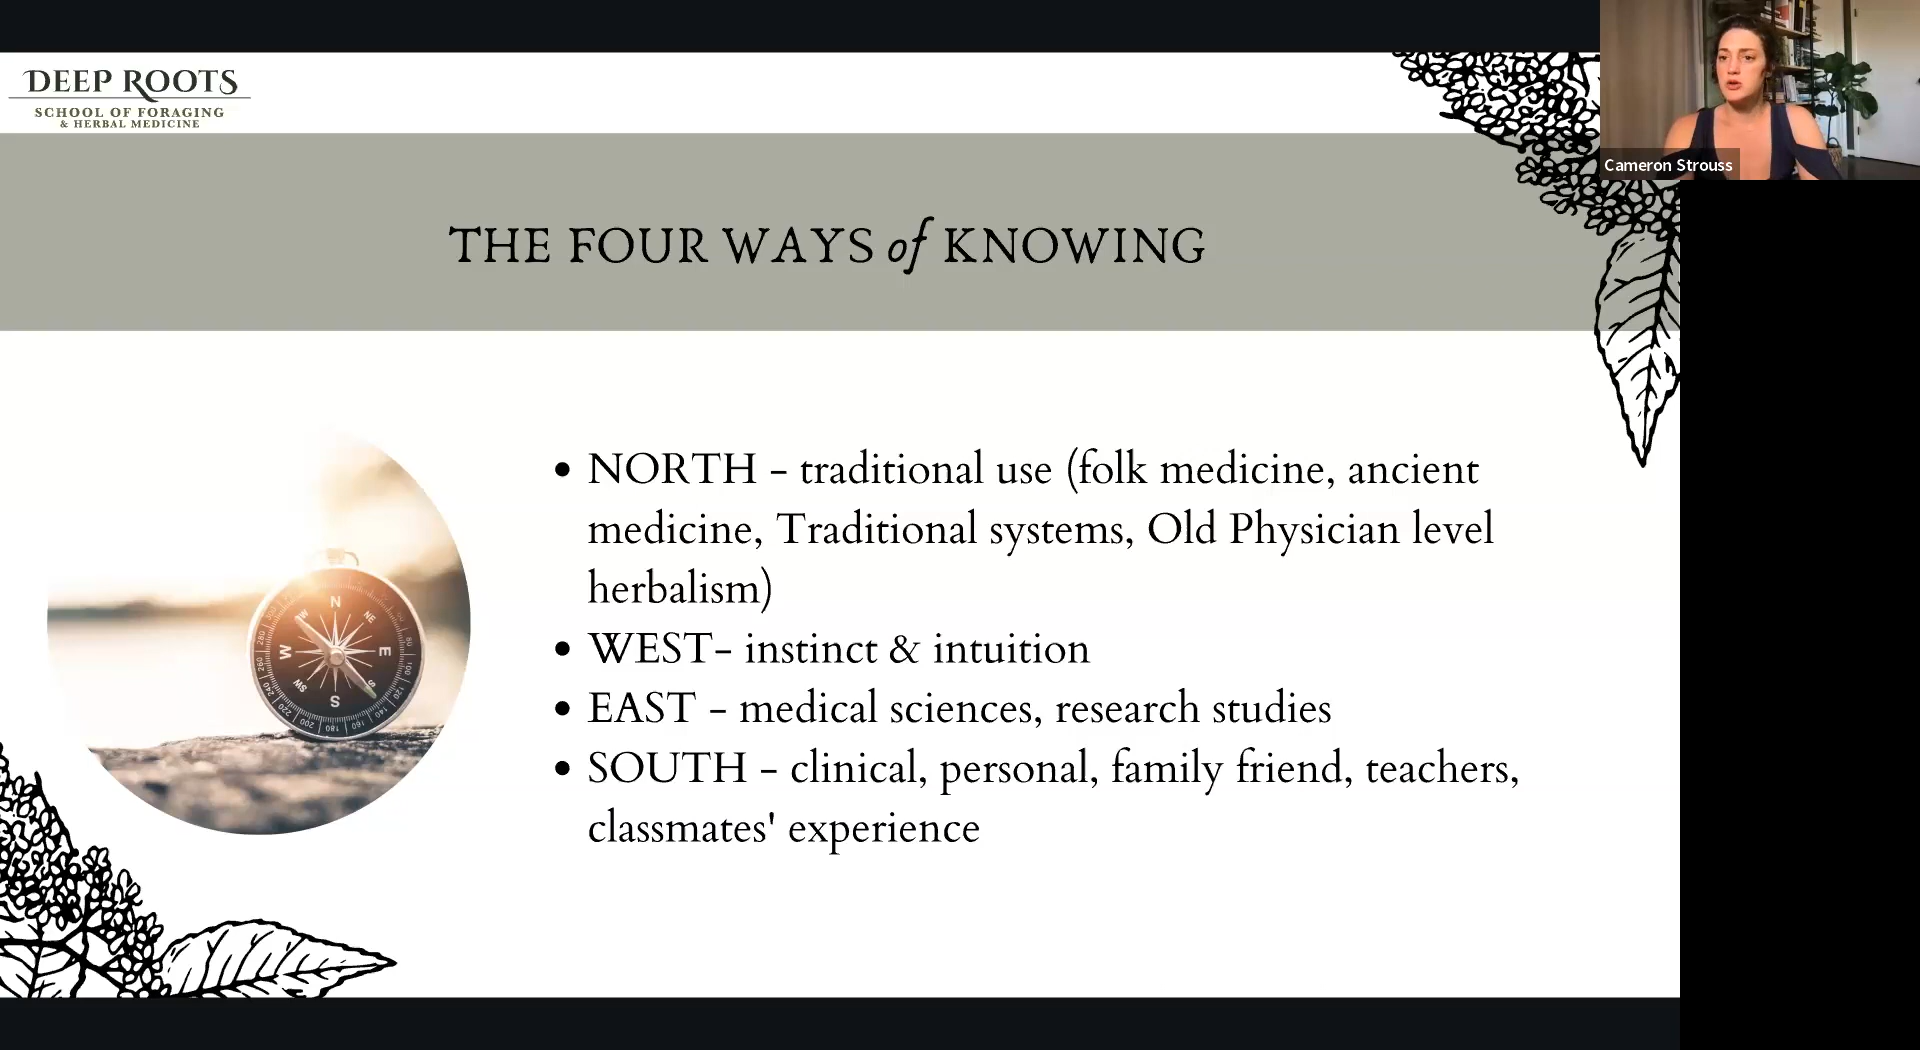 DEEP ROOTS
SCHOOL OF FORAGING
& HERBAL MEDICINE
Cameron Strouss
THE FOUR WAYS of KNOWING
• NORTH - traditional use (folk medicine, ancient
medicine, Traditional systems, Old Physician level
herbalism)
• WEST- instinct & intuition
• EAST - medical sciences, research studies
• SOUTH - clinical, personal, family friend, teachers,
classmates' experience
N
NE
E
S
SW
W